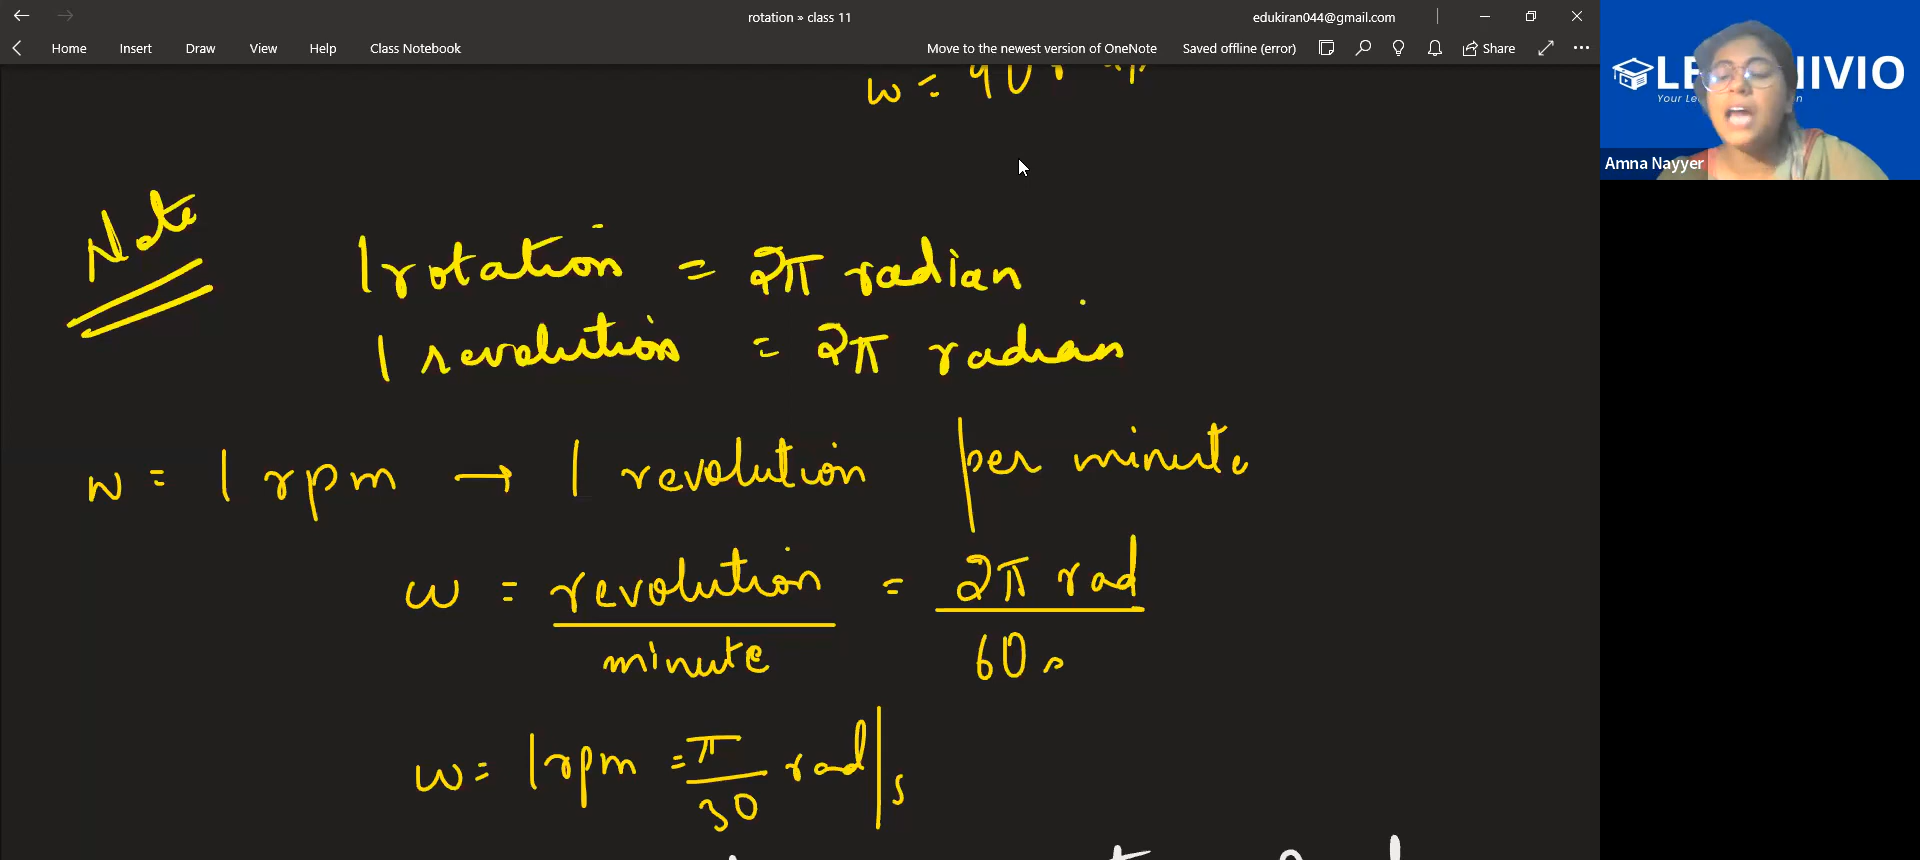 rotation » class 11
edukiran044@gmail.com
Home Insert Draw View Help Class Notebook
Move to the newest version of OneNote Saved offline (error) Share
Amna Nayyer
ω =
Note
1 rotation = 2π radian
1 revolution = 2π radian
w = 1 rpm → 1 revolution per minute
ω = revolution / minute = 2π rad / 60 s
ω = 1 rpm = π / 30 rad/s